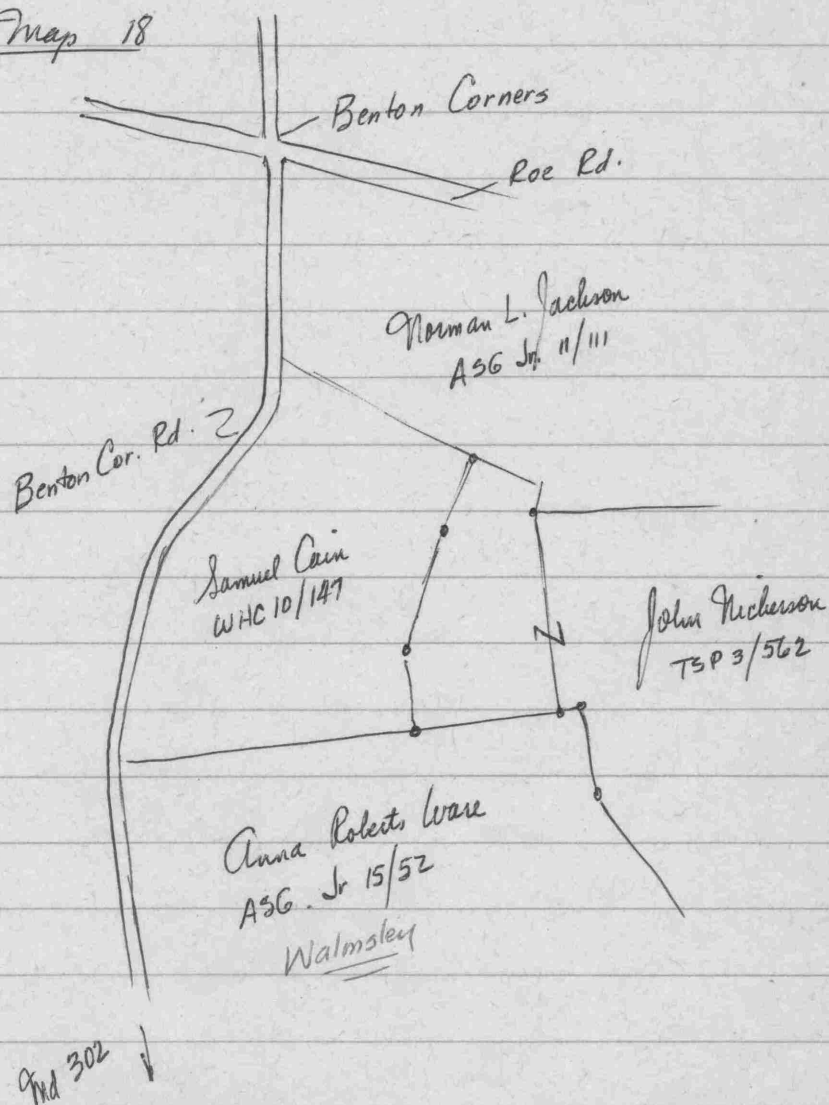 Map 18
Benton Corners
Roe Rd.
Norman L. Jackson
ASG Jr. 11/111
Benton Cor. Rd.
Samuel Cain
WHC 10/147
John Nickerson
TSP 3/562
Z
Anna Roberts Ware
ASG. Jr 15/52
Walmsley
Md 302